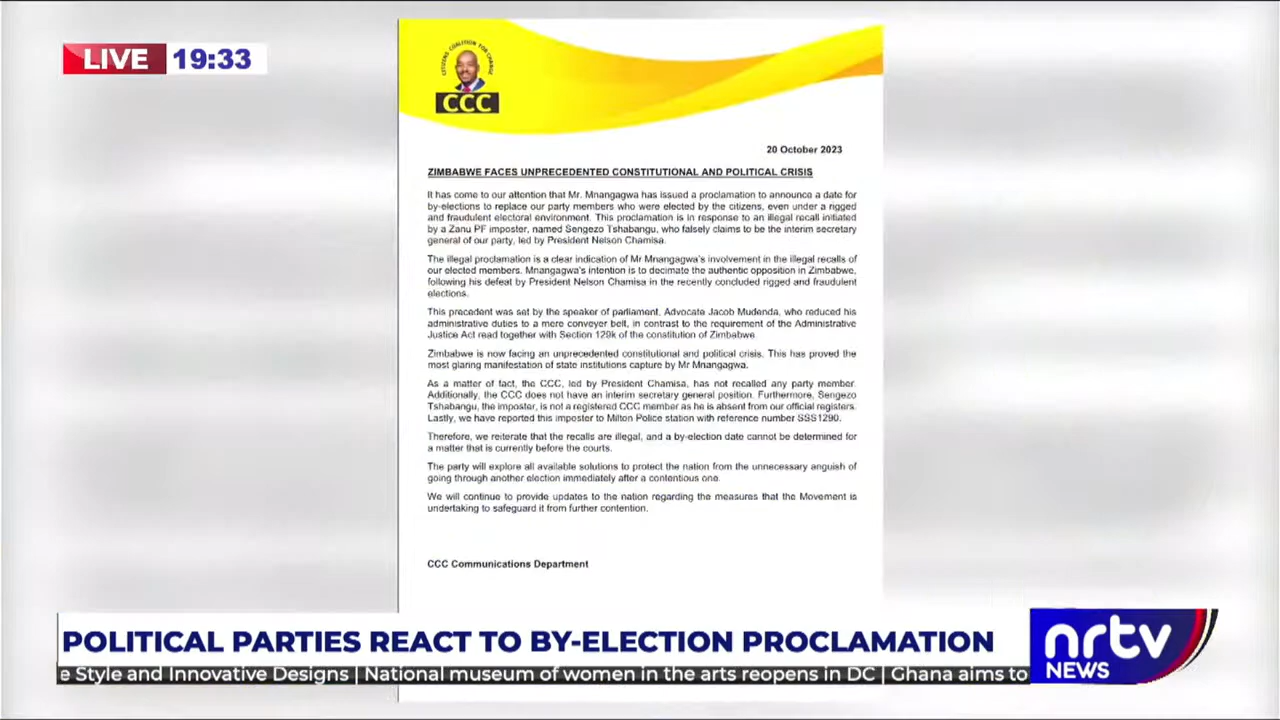 LIVE 19:33
CITIZENS COALITION FOR CHANGE
CCC
20 October 2023
ZIMBABWE FACES UNPRECEDENTED CONSTITUTIONAL AND POLITICAL CRISIS
It has come to our attention that Mr. Mnangagwa has issued a proclamation to announce a date for
by-elections to replace our party members who were elected by the citizens, even under a rigged
and fraudulent electoral environment. This proclamation is in response to an illegal recall initiated
by a Zanu PF imposter, named Sengezo Tshabangu, who falsely claims to be the interim secretary
general of our party, led by President Nelson Chamisa.
The illegal proclamation is a clear indication of Mr Mnangagwa's involvement in the illegal recalls of
our elected members. Mnangagwa's intention is to decimate the authentic opposition in Zimbabwe,
following his defeat by President Nelson Chamisa in the recently concluded rigged and fraudulent
elections.
This precedent was set by the speaker of parliament, Advocate Jacob Mudenda, who reduced his
administrative duties to a mere conveyer belt, in contrast to the requirement of the Administrative
Justice Act read together with Section 129k of the constitution of Zimbabwe
Zimbabwe is now facing an unprecedented constitutional and political crisis. This has proved the
most glaring manifestation of state institutions capture by Mr Mnangagwa.
As a matter of fact, the CCC, led by President Chamisa, has not recalled any party member.
Additionally, the CCC does not have an interim secretary general position. Furthermore, Sengezo
Tshabangu, the imposter, is not a registered CCC member as he is absent from our official registers.
Lastly, we have reported this imposter to Milton Police station with reference number SSS1290.
Therefore, we reiterate that the recalls are illegal, and a by-election date cannot be determined for
a matter that is currently before the courts.
The party will explore all available solutions to protect the nation from the unnecessary anguish of
going through another election immediately after a contentious one.
We will continue to provide updates to the nation regarding the measures that the Movement is
undertaking to safeguard it from further contention.
CCC Communications Department
POLITICAL PARTIES REACT TO BY-ELECTION PROCLAMATION
e Style and Innovative Designs | National museum of women in the arts reopens in DC | Ghana aims to
nrtv
NEWS